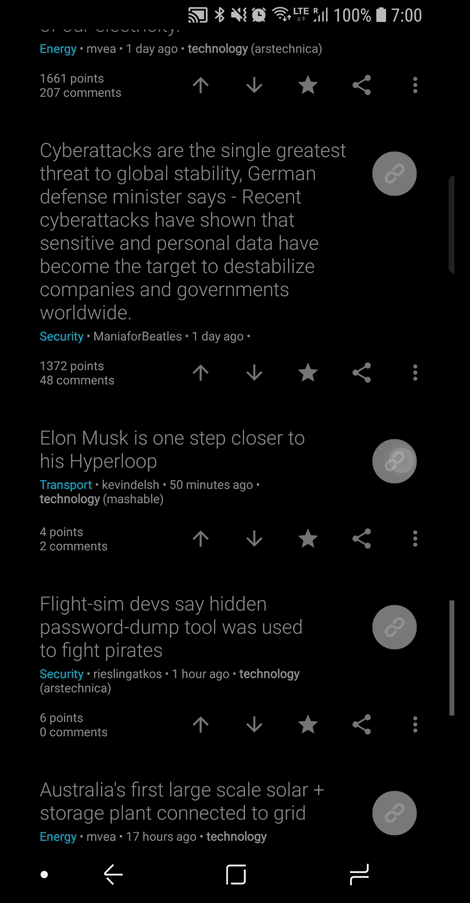 LTE R 100% 7:00
of our electricity.
Energy • mvea • 1 day ago • technology (arstechnica)
1661 points
207 comments
Cyberattacks are the single greatest
threat to global stability, German
defense minister says - Recent
cyberattacks have shown that
sensitive and personal data have
become the target to destabilize
companies and governments
worldwide.
Security • ManiaforBeatles • 1 day ago •
1372 points
48 comments
Elon Musk is one step closer to
his Hyperloop
Transport • kevindelsh • 50 minutes ago •
technology (mashable)
4 points
2 comments
Flight-sim devs say hidden
password-dump tool was used
to fight pirates
Security • rieslingatkos • 1 hour ago • technology
(arstechnica)
6 points
0 comments
Australia's first large scale solar +
storage plant connected to grid
Energy • mvea • 17 hours ago • technology